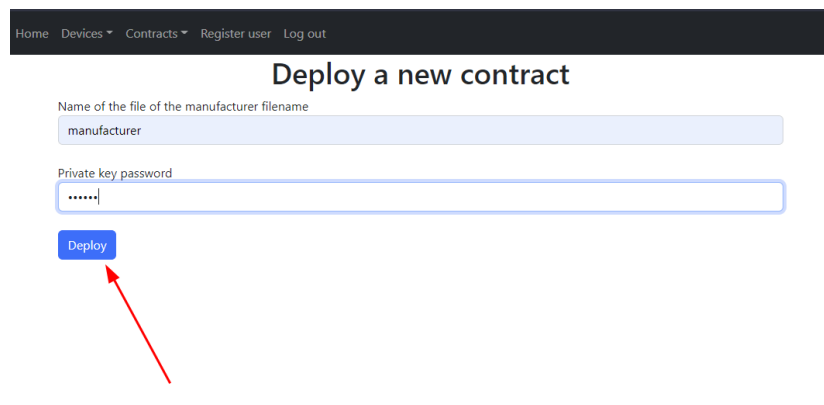 Home Devices Contracts Register user Log out
Deploy a new contract
Name of the file of the manufacturer filename
manufacturer
Private key password
••••••
Deploy